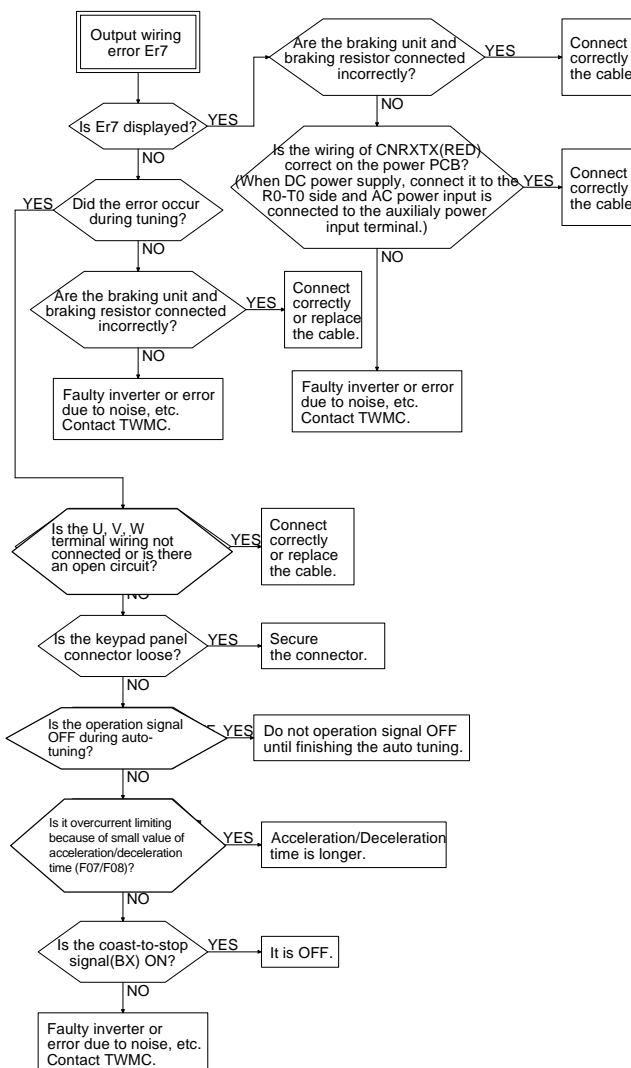 Output wiring
error Er7
Is Er7 displayed?
YES
NO
Are the braking unit and
braking resistor connected
incorrectly?
YES
Connect
correctly
the cable
NO
Is the wiring of CNRXTX(RED)
correct on the power PCB?
(When DC power supply, connect it to the
R0-T0 side and AC power input is
connected to the auxilialy power
input terminal.)
YES
Connect
correctly
the cable.
NO
Faulty inverter or error
due to noise, etc.
Contact TWMC.
Did the error occur
during tuning?
YES
NO
Are the braking unit and
braking resistor connected
incorrectly?
YES
Connect
correctly
or replace
the cable.
NO
Faulty inverter or error
due to noise, etc.
Contact TWMC.
Is the U, V, W
terminal wiring not
connected or is there
an open circuit?
YES
Connect
correctly
or replace
the cable.
NO
Is the keypad panel
connector loose?
YES
Secure
the connector.
NO
Is the operation signal
OFF during auto-
tuning?
YES
Do not operation signal OFF
until finishing the auto tuning.
NO
Is it overcurrent limiting
because of small value of
acceleration/deceleration
time (F07/F08)?
YES
Acceleration/Deceleration
time is longer.
NO
Is the coast-to-stop
signal(BX) ON?
YES
It is OFF.
NO
Faulty inverter or
error due to noise, etc.
Contact TWMC.